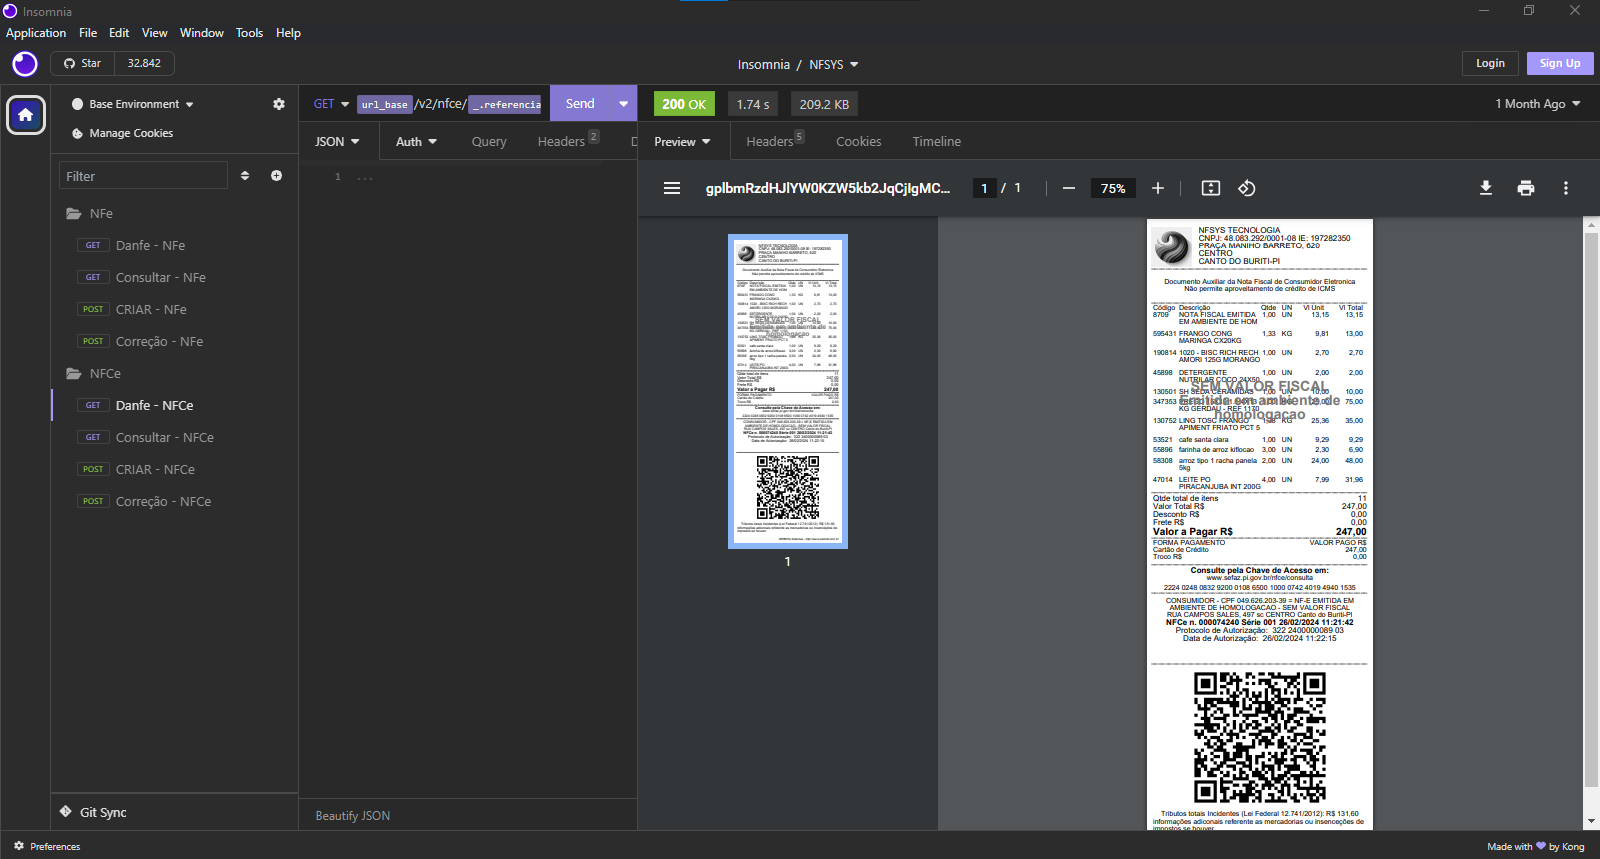 Insomnia
Application File Edit View Window Tools Help
Star 32.842
Insomnia / NFSYS
Login Sign Up
Base Environment
Manage Cookies
Filter
NFe
GET Danfe - NFe
GET Consultar - NFe
POST CRIAR - NFe
POST Correção - NFe
NFCe
GET Danfe - NFCe
GET Consultar - NFCe
POST CRIAR - NFCe
POST Correção - NFCe
Git Sync
Preferences
GET url_base /v2/nfce/ _.referencia Send
JSON Auth Query Headers 2 D
1 ...
Beautify JSON
200 OK 1.74 s 209.2 KB 1 Month Ago
Preview Headers 5 Cookies Timeline
gplbmRzdHJlYW0KZW5kb2JqCjIgMC... 1 / 1 75%
1
NFSYS TECNOLOGIA
CNPJ: 48.083.292/0001-08 IE: 197282350
PRAÇA MANIHO BARRETO, 620
CENTRO
CANTO DO BURITI-PI
Documento Auxiliar da Nota Fiscal de Consumidor Eletronica
Não permite aproveitamento de crédito de ICMS
Código Descrição Qtde UN Vl Unit Vl Total
8709 NOTA FISCAL EMITIDA 1,00 UN 13,15 13,15
EM AMBIENTE DE HOM
595431 FRANGO CONG 1,33 KG 9,81 13,00
MARINGA CX20KG
190814 1020 - BISC RICH RECH 1,00 UN 2,70 2,70
AMORI 125G MORANGO
45898 DETERGENTE 1,00 UN 2,00 2,00
NUTRILAR COCO 24X50
SEM VALOR FISCAL
130501 SH SEDA CERAMIDAS 1,00 UN 10,00 10,00
Emitida em ambiente de
347353 75,00
KG GERDAU - REF 1170
homologacao
130752 LING TOSC FRANGO 1,38 KG 25,36 35,00
APIMENT FRIATO PCT 5
53521 cafe santa clara 1,00 UN 9,29 9,29
55896 farinha de arroz kiflocao 3,00 UN 2,30 6,90
58308 arroz tipo 1 racha panela 2,00 UN 24,00 48,00
5kg
47014 LEITE PO 4,00 UN 7,99 31,96
PIRACANJUBA INT 200G
Qtde total de itens 11
Valor Total R$ 247,00
Desconto R$ 0,00
Frete R$ 0,00
Valor a Pagar R$ 247,00
FORMA PAGAMENTO VALOR PAGO R$
Cartão de Crédito 247,00
Troco R$ 0,00
Consulte pela Chave de Acesso em:
www.sefaz.pi.gov.br/nfce/consulta
2224 0248 0832 9200 0108 6500 1000 0742 4019 4940 1535
CONSUMIDOR - CPF 049.626.203-39 = NF-E EMITIDA EM
AMBIENTE DE HOMOLOGACAO - SEM VALOR FISCAL
RUA CAMPOS SALES, 497 sc CENTRO Canto do Buriti-PI
NFCe n. 000074240 Série 001 26/02/2024 11:21:42
Protocolo de Autorização: 322 2400000089 03
Data de Autorização: 26/02/2024 11:22:15
Tributos totais Incidentes (Lei Federal 12.741/2012): R$ 131,60
informações adiconais referente as mercadorias ou insenceções de
impostos se houver
Made with by Kong